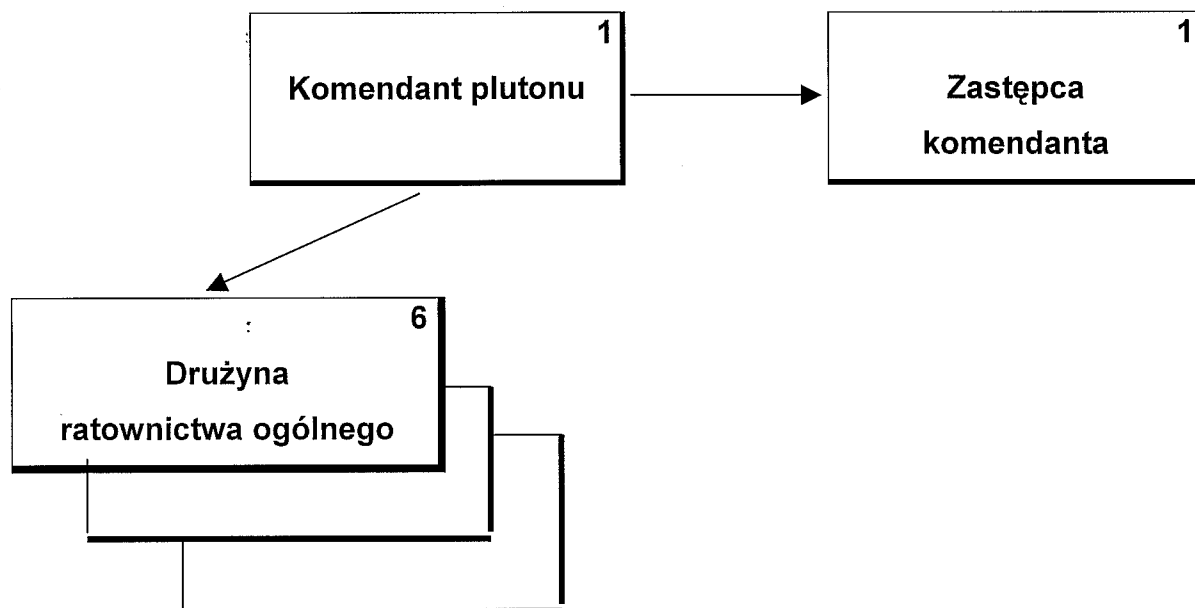 1
Komendant plutonu
1
Zastępca
komendanta
6
Drużyna
ratownictwa ogólnego